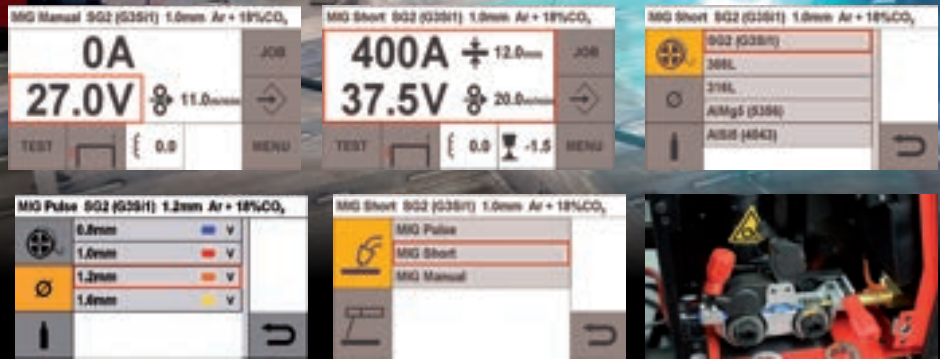 MIG Manual SG2 (G3Si1) 1.0mm Ar + 18%CO₂
0A
JOB
27.0V
11.0m/min
TEST
0.0
MENU
MIG Short SG2 (G3Si1) 1.0mm Ar + 18%CO₂
400A
12.0mm
JOB
37.5V
20.0m/min
TEST
0.0
-1.5
MENU
MIG Short SG2 (G3Si1) 1.0mm Ar + 18%CO₂
SG2 (G3Si1)
308L
316L
AlMg5 (5356)
AlSi5 (4043)
MIG Pulse SG2 (G3Si1) 1.2mm Ar + 18%CO₂
0.8mm V
1.0mm V
1.2mm V
1.6mm V
MIG Short SG2 (G3Si1) 1.0mm Ar + 18%CO₂
MIG Pulse
MIG Short
MIG Manual